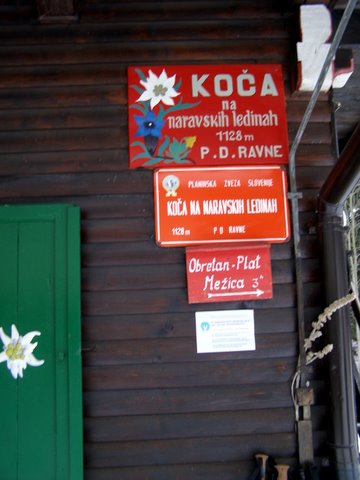 KOČA
na
naravskih ledinah
1128 m
P.D. RAVNE
PLANINSKA ZVEZA SLOVENIJE
KOČA NA NARAVSKIH LEDINAH
1128 m P D RAVNE
Obretan-Plat
Mežica 3h